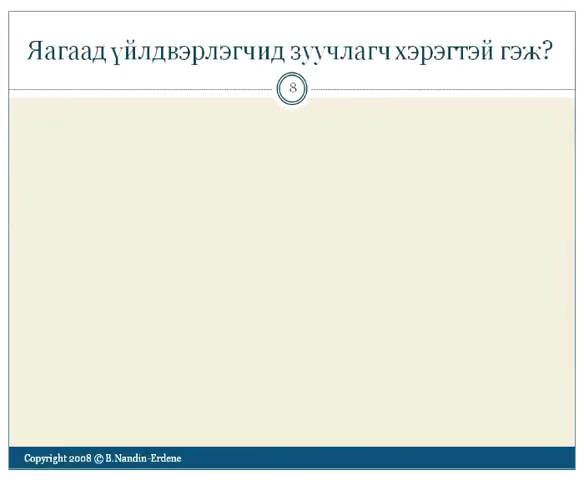 Яагаад үйлдвэрлэгчид зуучлагч хэрэгтэй гэж?
8
Copyright 2008 © B.Nandin-Erdene